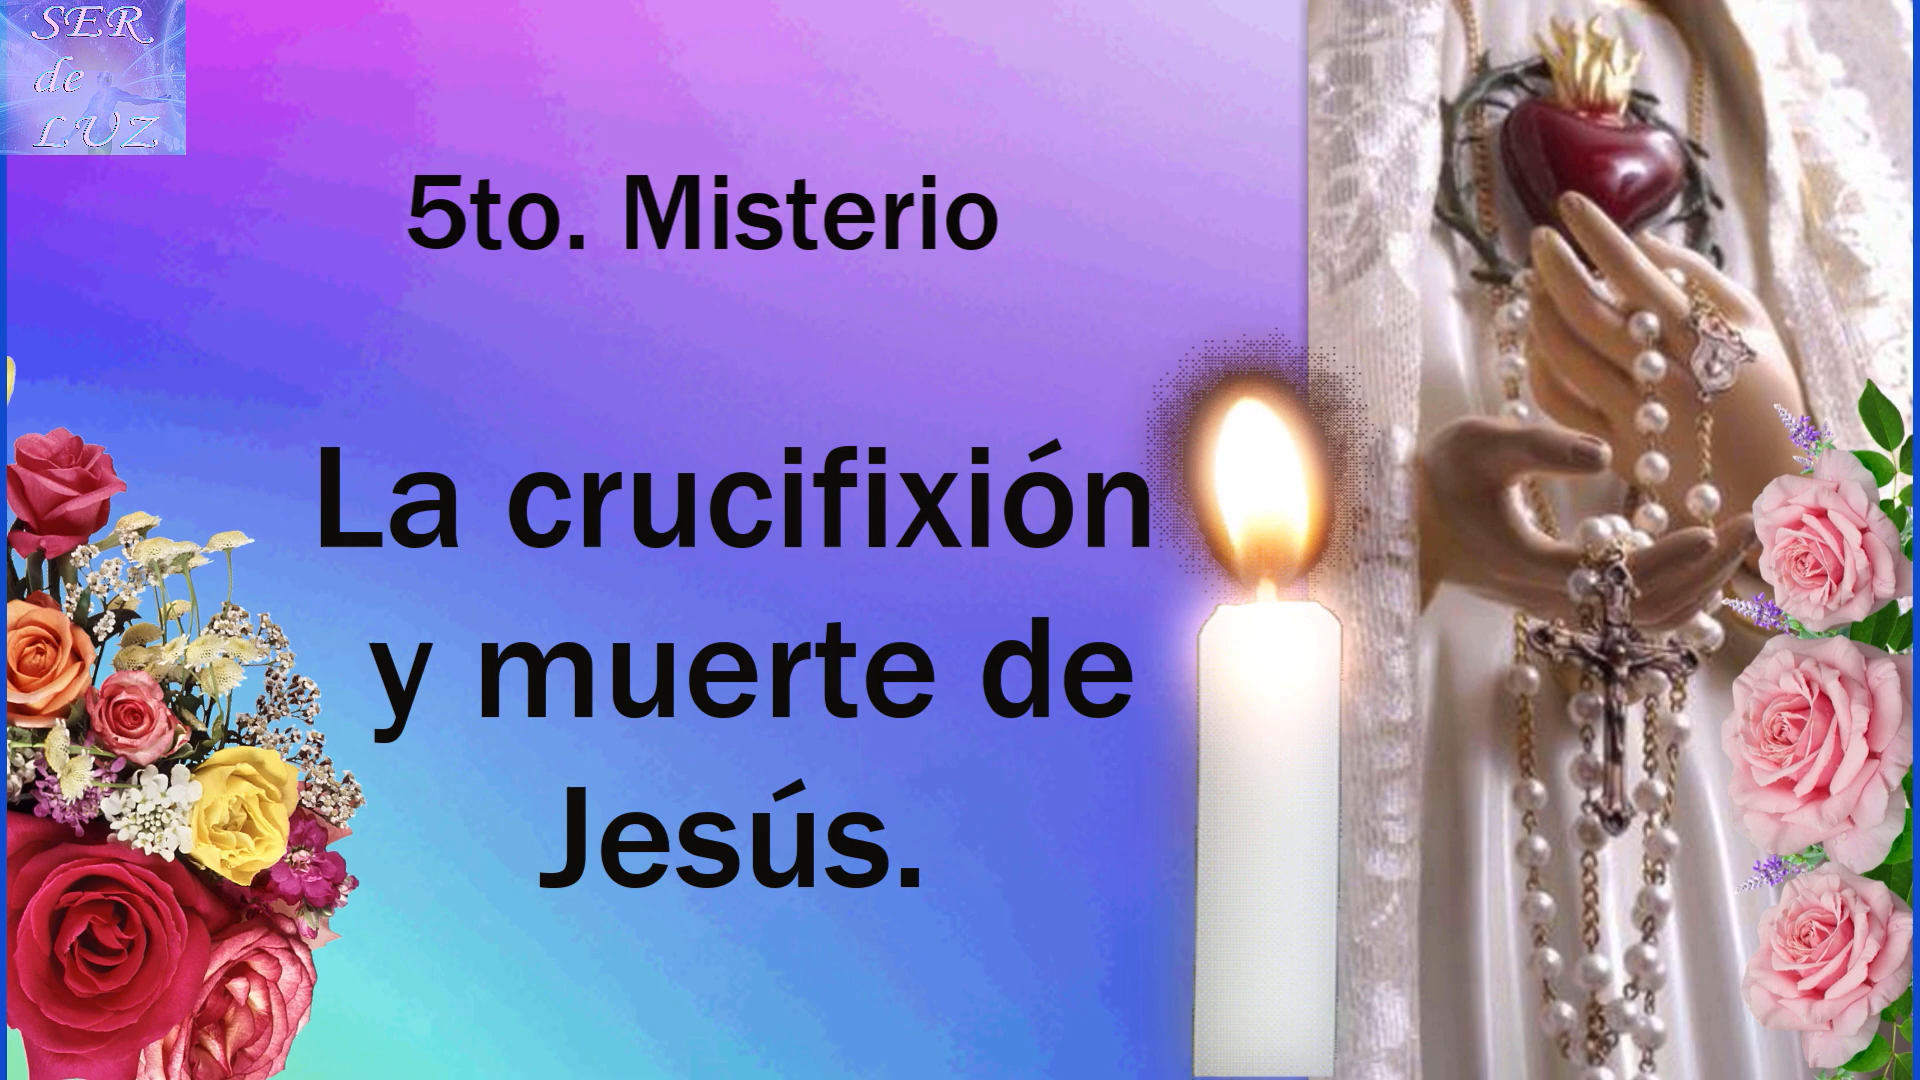 SER
de
LUZ
5to. Misterio
La crucifixión
y muerte de
Jesús.